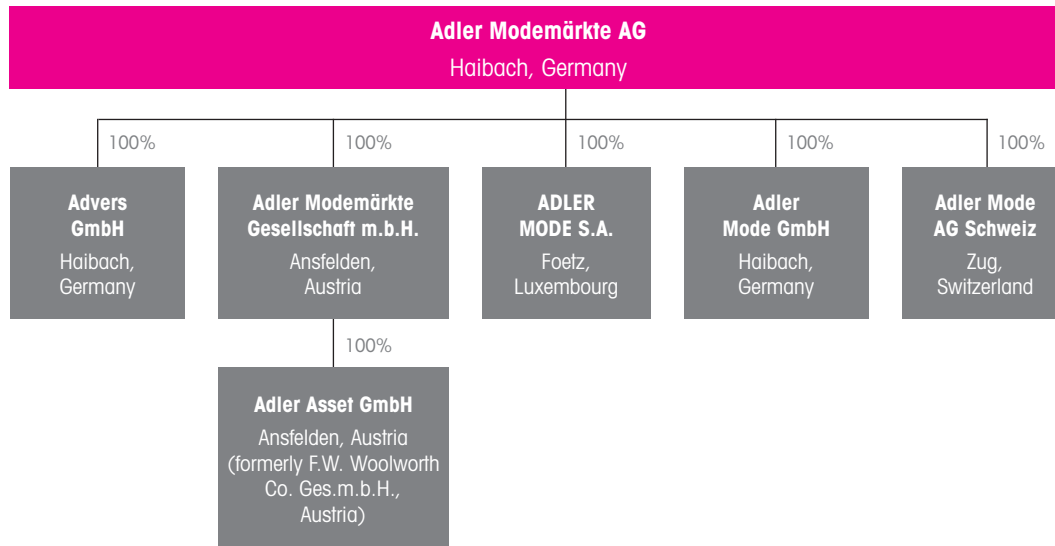 Adler Modemärkte AG
Haibach, Germany
100%
100%
100%
100%
100%
Advers
GmbH
Haibach,
Germany
Adler Modemärkte
Gesellschaft m.b.H.
Ansfelden,
Austria
ADLER
MODE S.A.
Foetz,
Luxembourg
Adler
Mode GmbH
Haibach,
Germany
Adler Mode
AG Schweiz
Zug,
Switzerland
100%
Adler Asset GmbH
Ansfelden, Austria
(formerly F.W. Woolworth
Co. Ges.m.b.H.,
Austria)